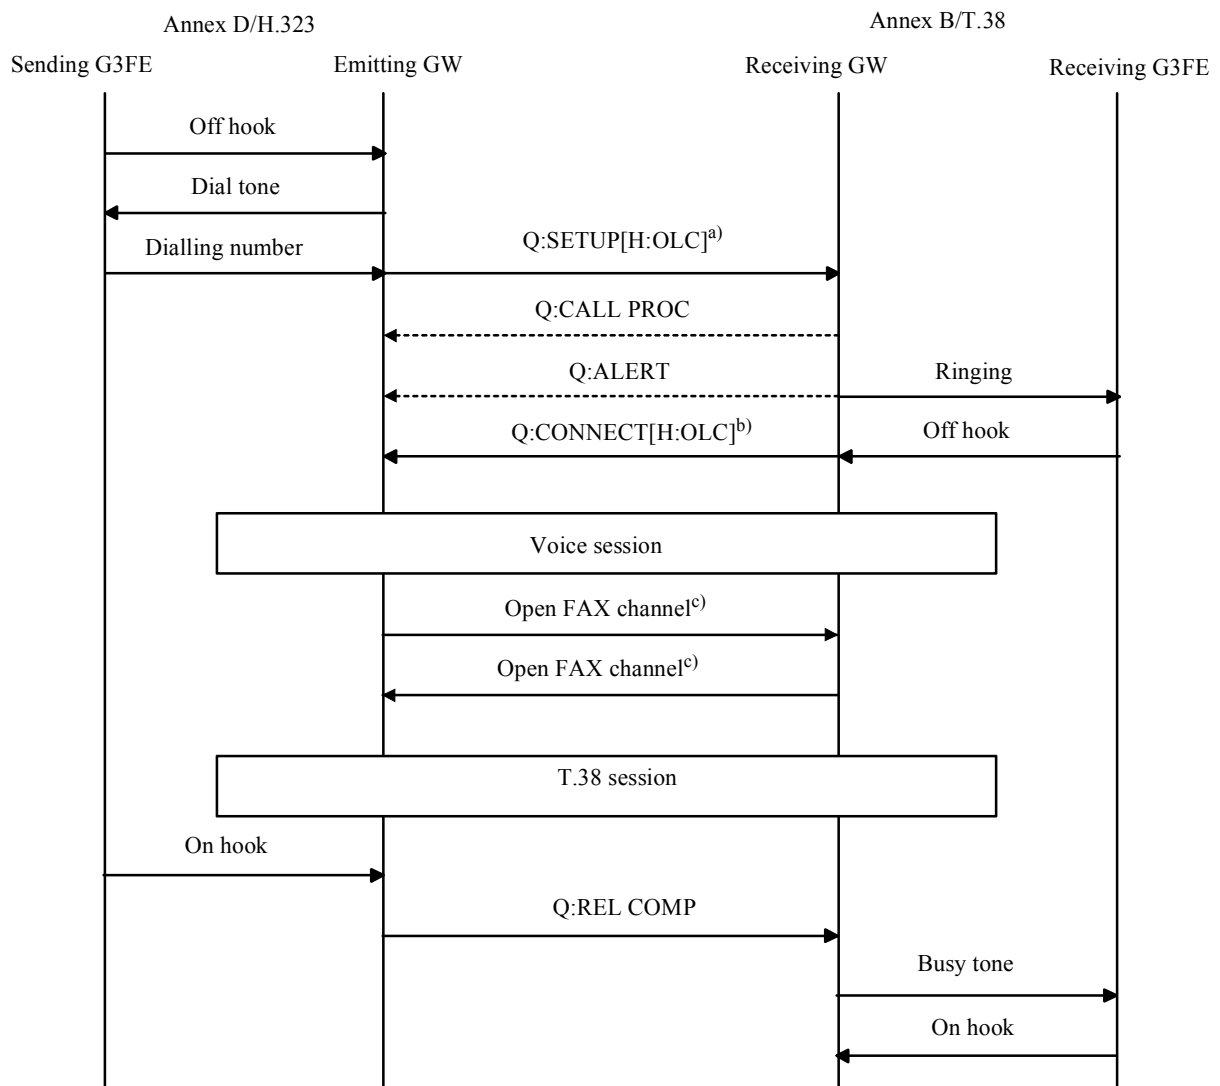 Annex D/H.323
Annex B/T.38
Sending G3FE
Emitting GW
Receiving GW
Receiving G3FE
Off hook
Dial tone
Dialling number
Q:SETUP[H:OLC]a)
Q:CALL PROC
Q:ALERT
Ringing
Q:CONNECT[H:OLC]b)
Off hook
Voice session
Open FAX channelc)
Open FAX channelc)
T.38 session
On hook
Q:REL COMP
Busy tone
On hook